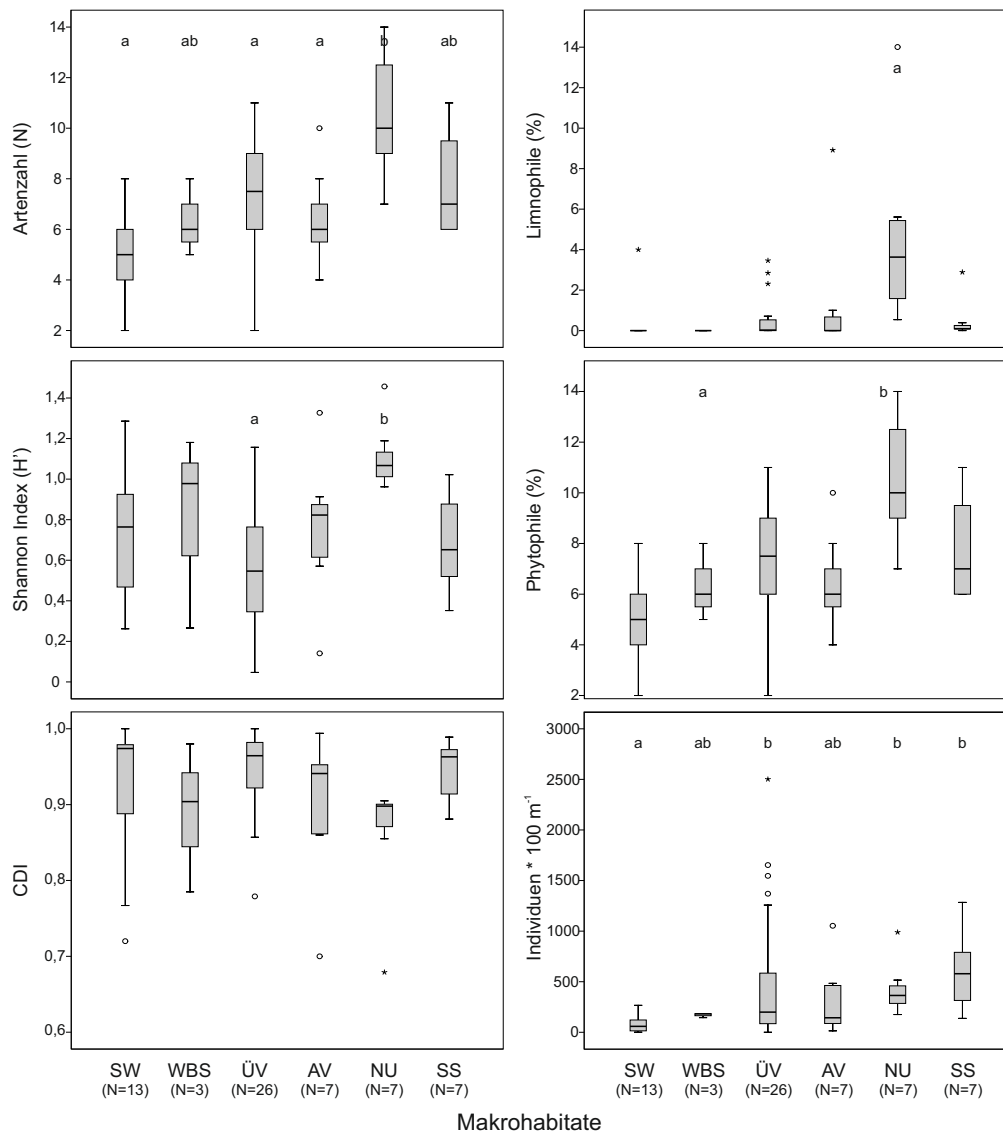 Artenzahl (N)
14
12
10
8
6
4
2
a ab a a b ab
Limnophile (%)
14
12
10
8
6
4
2
0
a
Shannon Index (H')
1,4
1,2
1,0
0,8
0,6
0,4
0,2
0
a b
Phytophile (%)
14
12
10
8
6
4
2
a b
CDI
1,0
0,9
0,8
0,7
0,6
Individuen * 100 m⁻¹
3000
2500
2000
1500
1000
500
0
a ab b ab b b
SW WBS ÜV AV NU SS
(N=13) (N=3) (N=26) (N=7) (N=7) (N=7)
SW WBS ÜV AV NU SS
(N=13) (N=3) (N=26) (N=7) (N=7) (N=7)
Makrohabitate